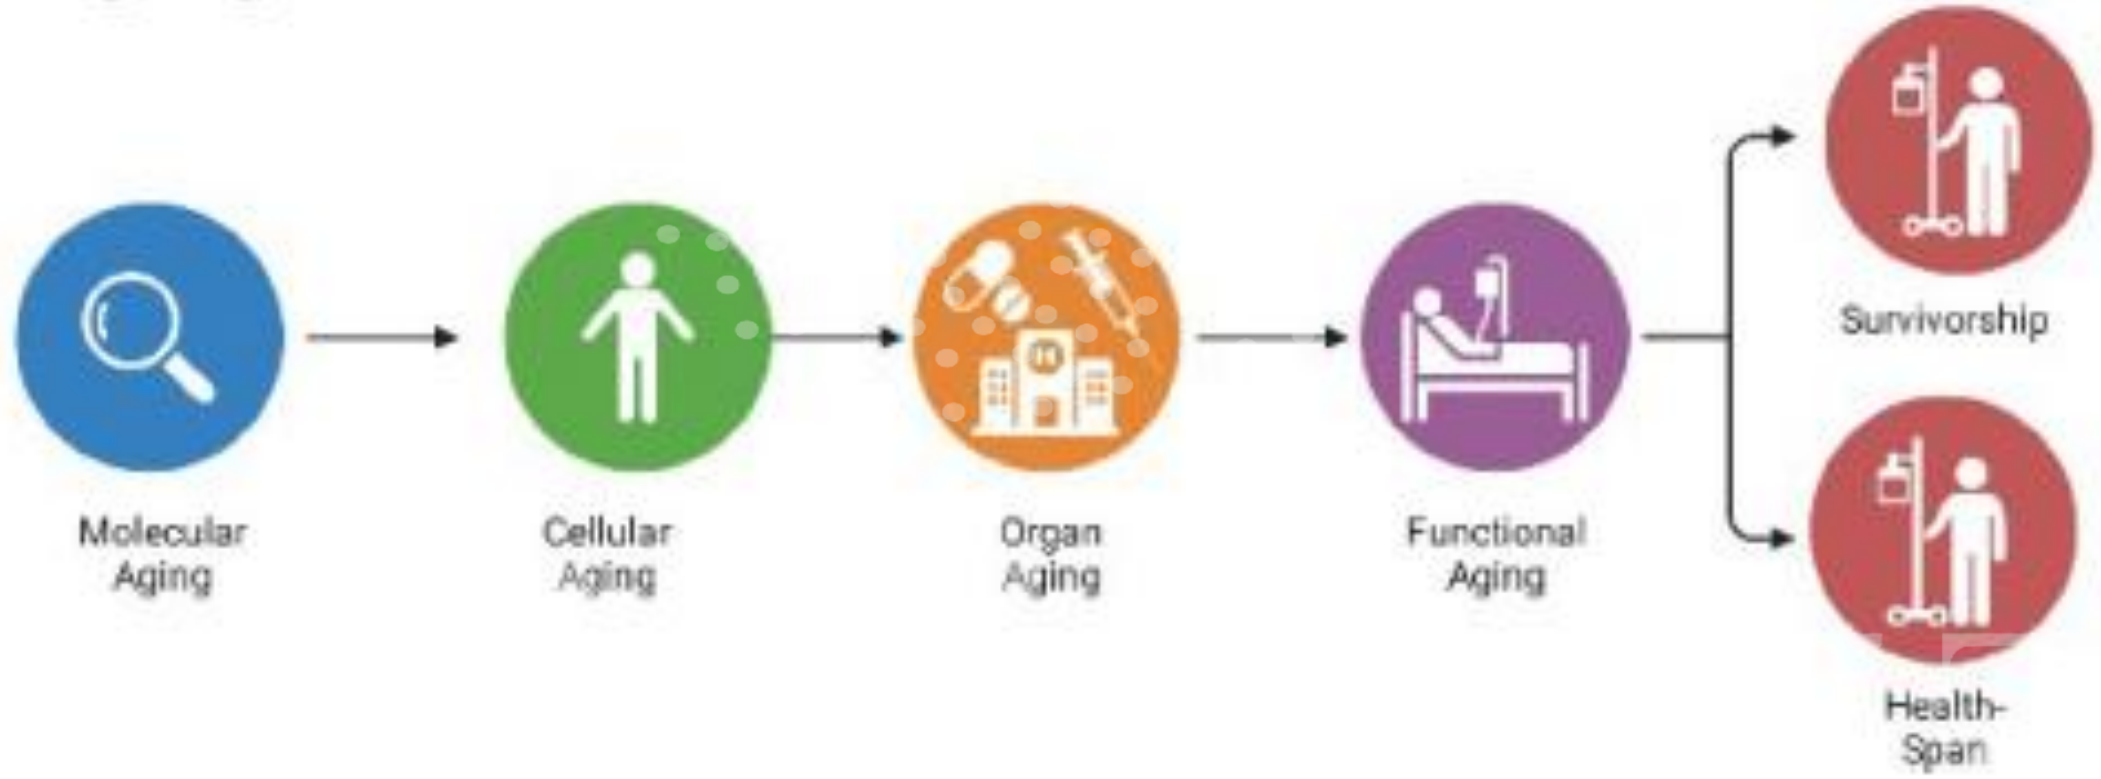 Molecular
Aging
Cellular
Aging
Organ
Aging
Functional
Aging
Survivorship
Health-
Span